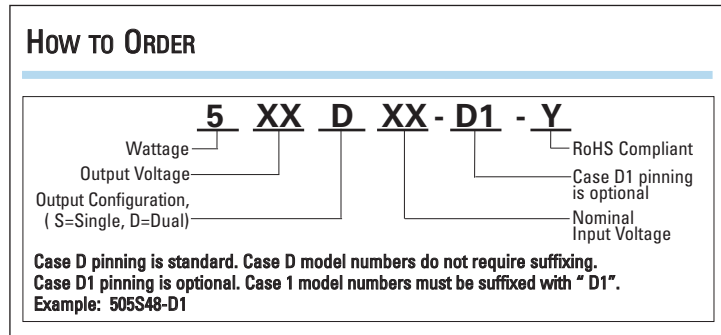 HOW TO ORDER
5 XX D XX - D1 - Y
Wattage
Output Voltage
Output Configuration,
( S=Single, D=Dual)
RoHS Compliant
Case D1 pinning
is optional
Nominal
Input Voltage
Case D pinning is standard. Case D model numbers do not require suffixing.
Case D1 pinning is optional. Case 1 model numbers must be suffixed with “ D1”.
Example: 505S48-D1